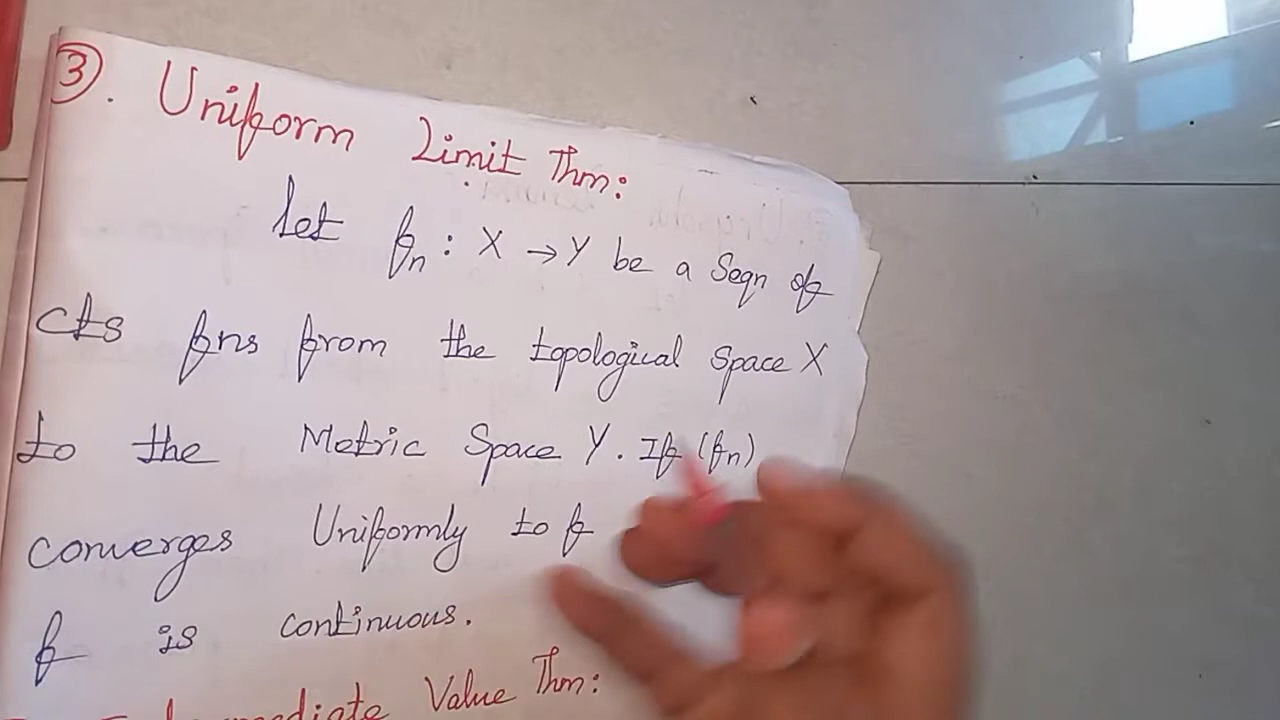 ③. Uniform Limit Thm:
Let fn : X → Y be a Seqn of
cts fns from the topological Space X
to the Metric Space Y. If (fn)
converges Uniformly to f
f is continuous.
Intermediate Value Thm: